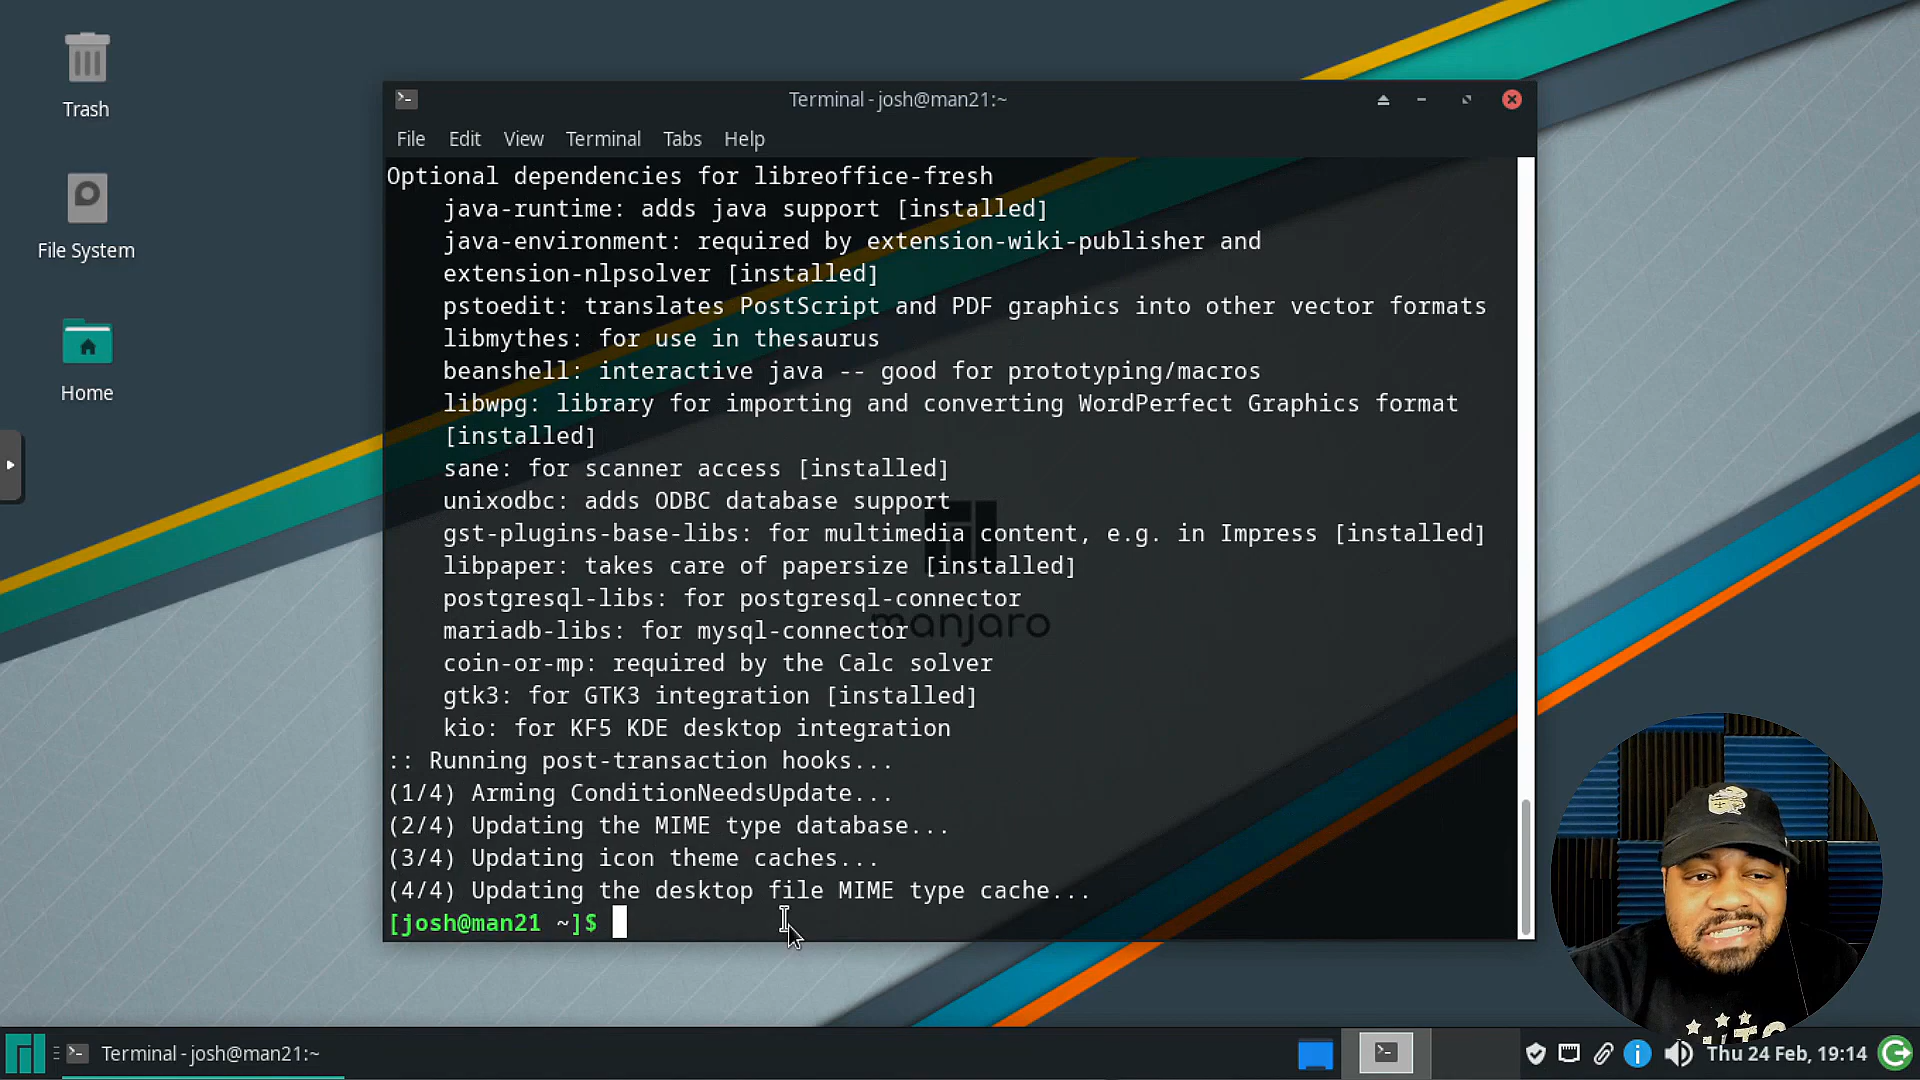 Trash
File System
Home
Terminal - josh@man21:~
File Edit View Terminal Tabs Help
Optional dependencies for libreoffice-fresh
java-runtime: adds java support [installed]
java-environment: required by extension-wiki-publisher and
extension-nlpsolver [installed]
pstoedit: translates PostScript and PDF graphics into other vector formats
libmythes: for use in thesaurus
beanshell: interactive java -- good for prototyping/macros
libwpg: library for importing and converting WordPerfect Graphics format
[installed]
sane: for scanner access [installed]
unixodbc: adds ODBC database support
gst-plugins-base-libs: for multimedia content, e.g. in Impress [installed]
libpaper: takes care of papersize [installed]
postgresql-libs: for postgresql-connector
mariadb-libs: for mysql-connector
coin-or-mp: required by the Calc solver
gtk3: for GTK3 integration [installed]
kio: for KF5 KDE desktop integration
:: Running post-transaction hooks...
(1/4) Arming ConditionNeedsUpdate...
(2/4) Updating the MIME type database...
(3/4) Updating icon theme caches...
(4/4) Updating the desktop file MIME type cache...
[josh@man21 ~]$
manjaro
Terminal - josh@man21:~
Thu 24 Feb, 19:14